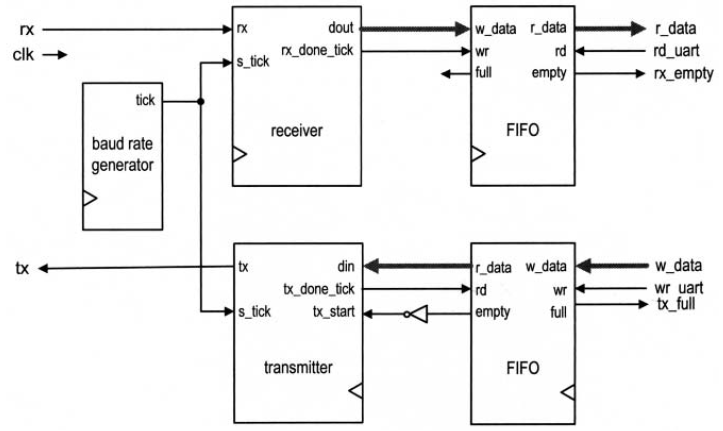 rx
clk
rx
dout
rx_done_tick
s_tick
receiver
w_data
r_data
wr
rd
full
empty
FIFO
r_data
rd_uart
rx_empty
tick
baud rate
generator
tx
tx
din
tx_done_tick
s_tick
tx_start
transmitter
r_data
w_data
rd
wr
empty
full
FIFO
w_data
wr_uart
tx_full